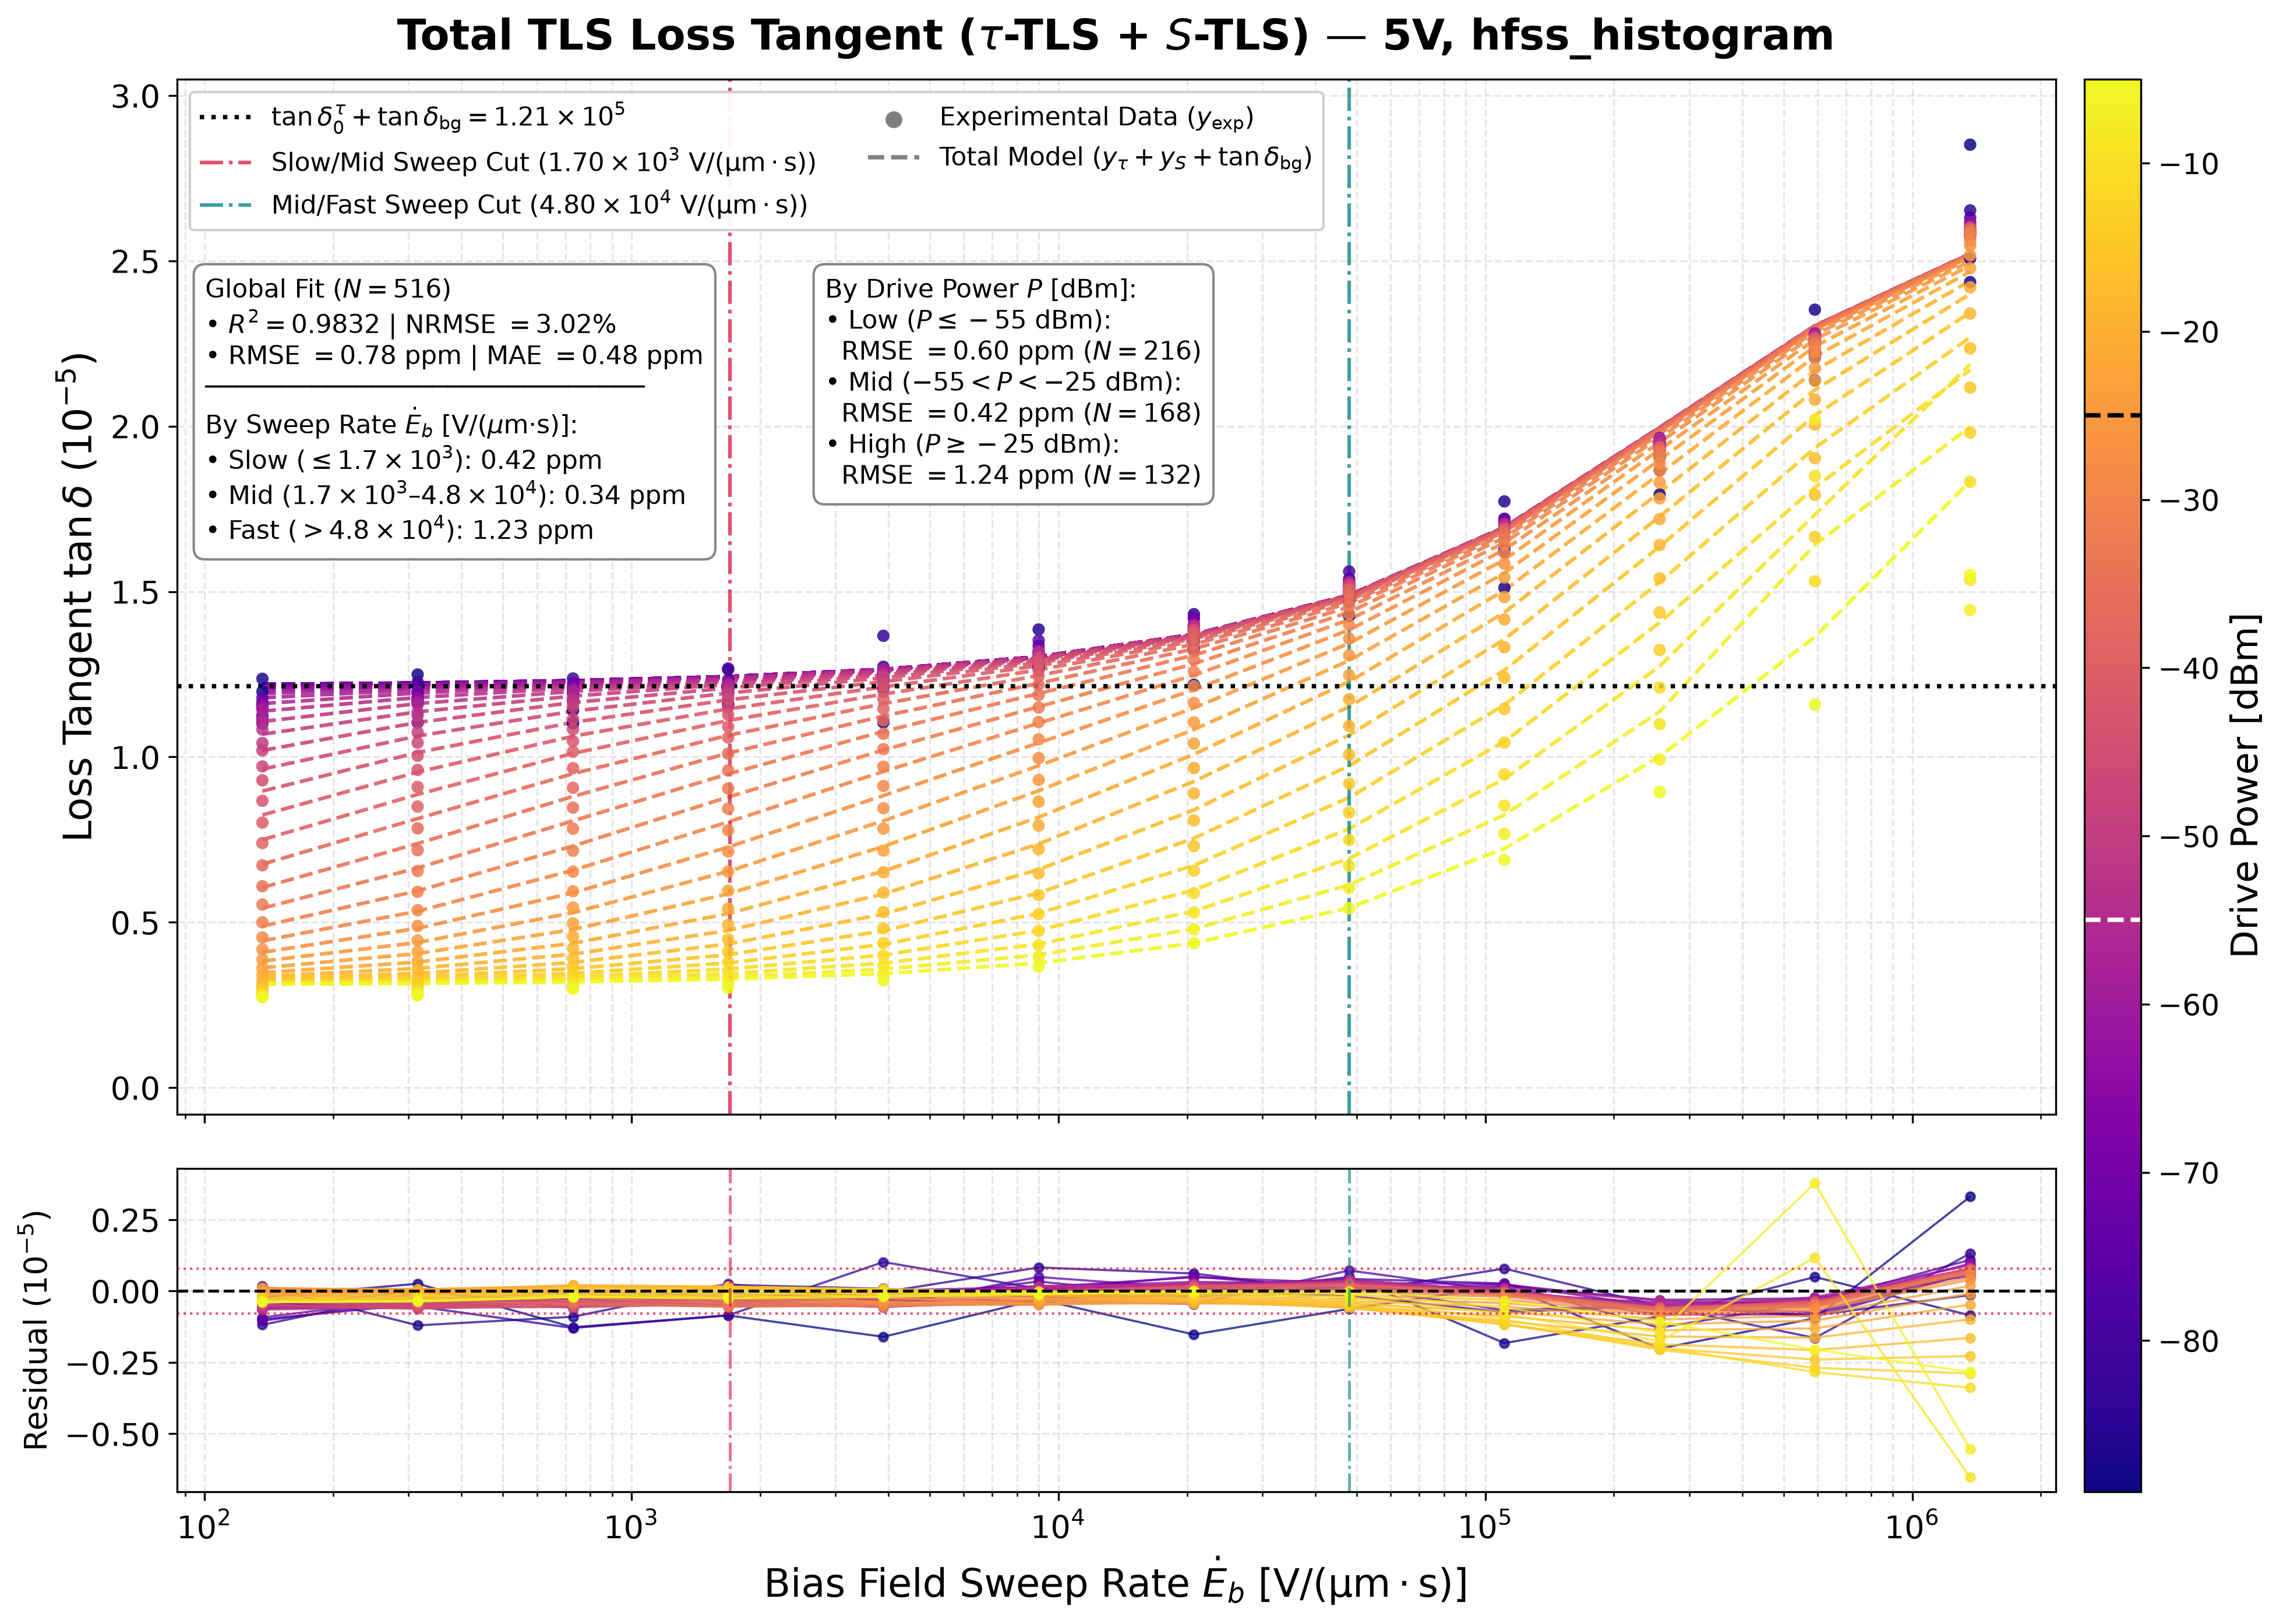 Total TLS Loss Tangent (τ-TLS + S-TLS) — 5V, hfss_histogram
tan δ₀^τ + tan δ_bg = 1.21 × 10⁵
Slow/Mid Sweep Cut (1.70 × 10³ V/(µm · s))
Mid/Fast Sweep Cut (4.80 × 10⁴ V/(µm · s))
Experimental Data (y_exp)
Total Model (y_τ + y_S + tan δ_bg)
Global Fit (N = 516)
• R² = 0.9832 | NRMSE = 3.02%
• RMSE = 0.78 ppm | MAE = 0.48 ppm
By Sweep Rate Ė_b [V/(µm·s)]:
• Slow (≤ 1.7 × 10³): 0.42 ppm
• Mid (1.7 × 10³–4.8 × 10⁴): 0.34 ppm
• Fast (> 4.8 × 10⁴): 1.23 ppm
By Drive Power P [dBm]:
• Low (P ≤ −55 dBm):
RMSE = 0.60 ppm (N = 216)
• Mid (−55 < P < −25 dBm):
RMSE = 0.42 ppm (N = 168)
• High (P ≥ −25 dBm):
RMSE = 1.24 ppm (N = 132)
Loss Tangent tan δ (10⁻⁵)
3.0
2.5
2.0
1.5
1.0
0.5
0.0
Residual (10⁻⁵)
0.25
0.00
−0.25
−0.50
10²
10³
10⁴
10⁵
10⁶
Bias Field Sweep Rate Ė_b [V/(µm · s)]
−10
−20
−30
−40
−50
−60
−70
−80
Drive Power [dBm]